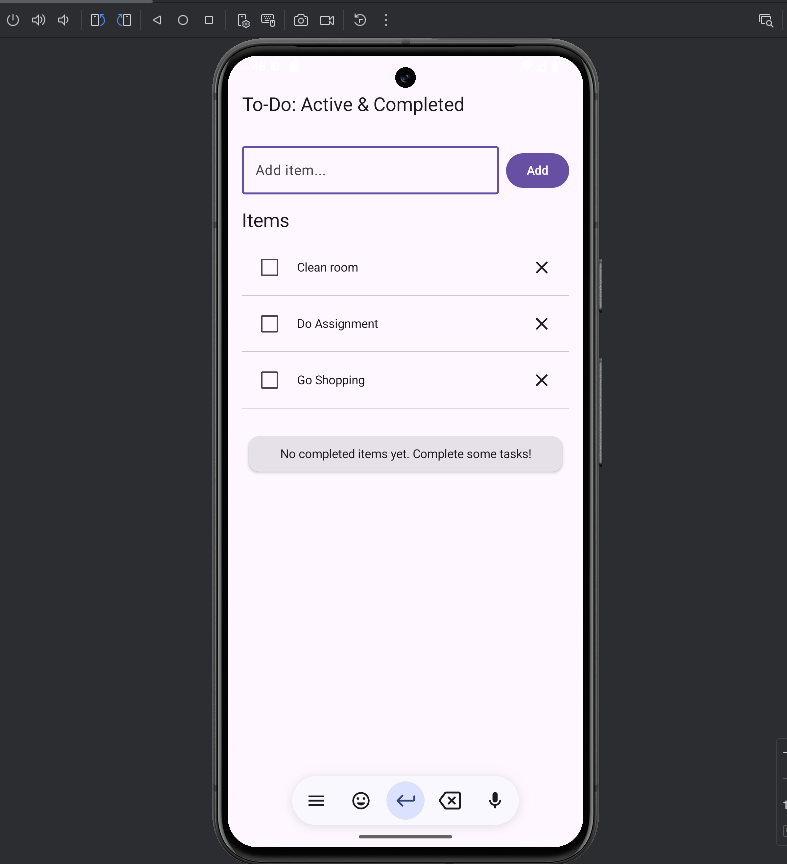 To-Do: Active & Completed
Add item...
Add
Items
Clean room
Do Assignment
Go Shopping
No completed items yet. Complete some tasks!